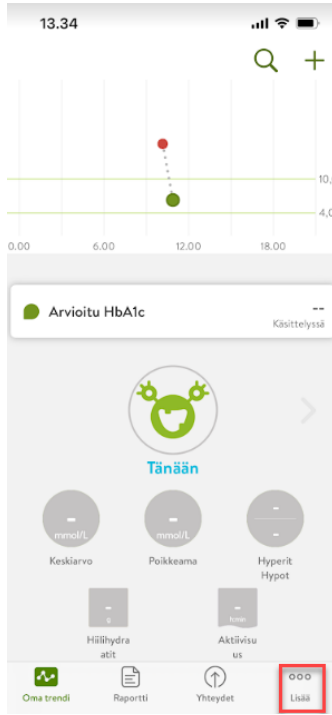 13.34
10,
4,0
0.00 6.00 12.00 18.00
Arvioitu HbA1c --
Käsittelyssä
Tänään
-
mmol/L
-
mmol/L
-
-
Keskiarvo Poikkeama Hyperit
Hypot
-
g
-
h:min
Hiilihydra
atit
Aktiivisu
us
Oma trendi Raportti Yhteydet Lisää